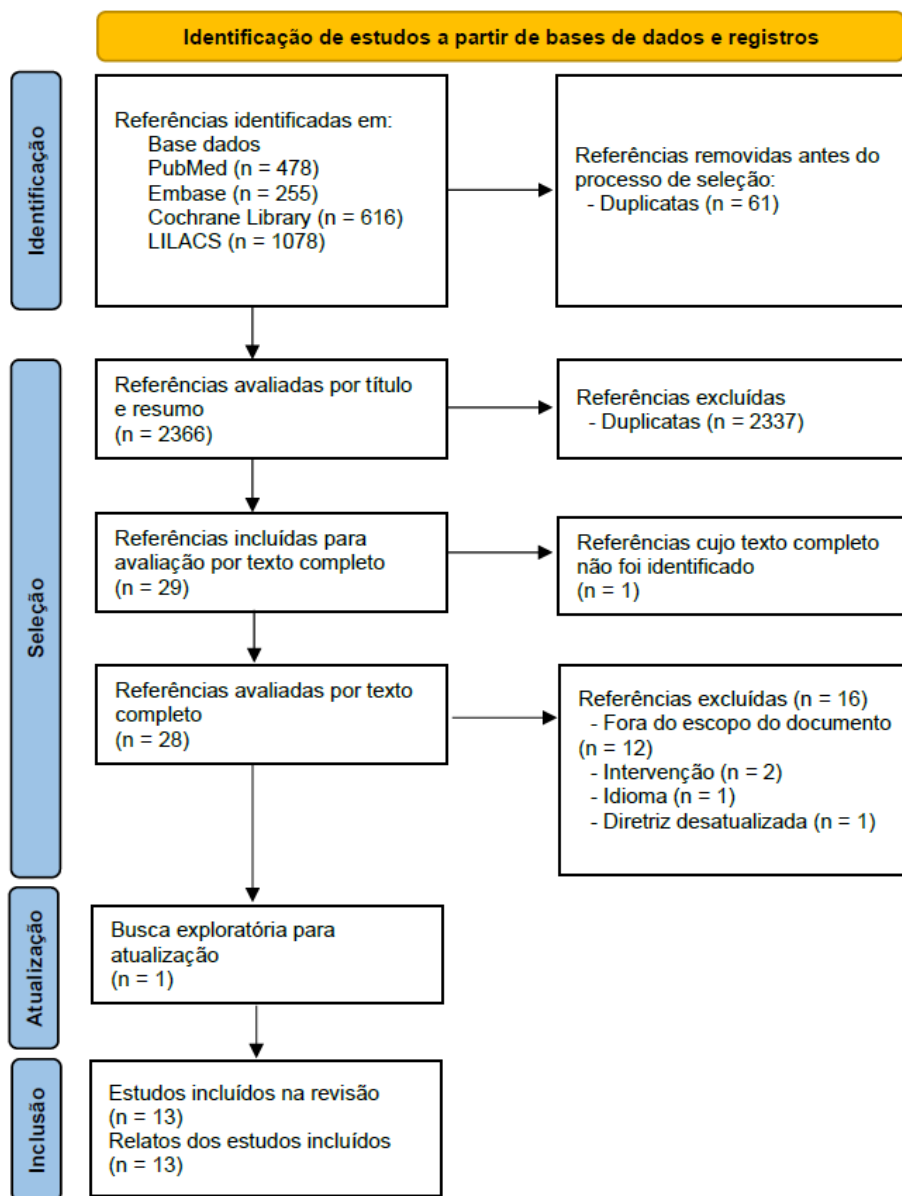 Identificação de estudos a partir de bases de dados e registros
Identificação
Referências identificadas em:
Base dados
PubMed (n = 478)
Embase (n = 255)
Cochrane Library (n = 616)
LILACS (n = 1078)
Referências removidas antes do
processo de seleção:
- Duplicatas (n = 61)
Seleção
Referências avaliadas por título
e resumo
(n = 2366)
Referências excluídas
- Duplicatas (n = 2337)
Referências incluídas para
avaliação por texto completo
(n = 29)
Referências cujo texto completo
não foi identificado
(n = 1)
Referências avaliadas por texto
completo
(n = 28)
Referências excluídas (n = 16)
- Fora do escopo do documento
(n = 12)
- Intervenção (n = 2)
- Idioma (n = 1)
- Diretriz desatualizada (n = 1)
Atualização
Busca exploratória para
atualização
(n = 1)
Inclusão
Estudos incluídos na revisão
(n = 13)
Relatos dos estudos incluídos
(n = 13)